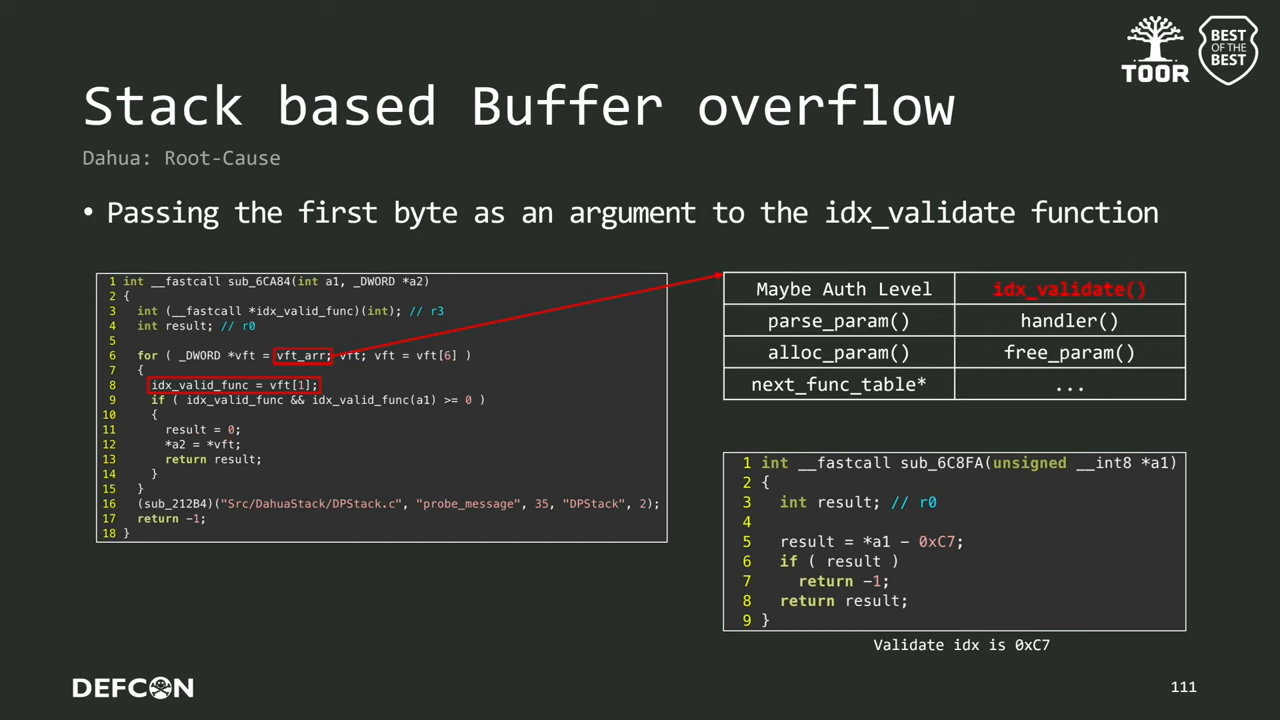 TOOR
BEST
OF THE
BEST
Stack based Buffer overflow
Dahua: Root-Cause
• Passing the first byte as an argument to the idx_validate function
1 int __fastcall sub_6CA84(int a1, _DWORD *a2)
2 {
3 int (__fastcall *idx_valid_func)(int); // r3
4 int result; // r0
5
6 for ( _DWORD *vft = vft_arr; vft; vft = vft[6] )
7 {
8 idx_valid_func = vft[1];
9 if ( idx_valid_func && idx_valid_func(a1) >= 0 )
10 {
11 result = 0;
12 *a2 = *vft;
13 return result;
14 }
15 }
16 (sub_212B4)("Src/DahuaStack/DPStack.c", "probe_message", 35, "DPStack", 2);
17 return -1;
18 }
Maybe Auth Level idx_validate()
parse_param() handler()
alloc_param() free_param()
next_func_table* ...
1 int __fastcall sub_6C8FA(unsigned __int8 *a1)
2 {
3 int result; // r0
4
5 result = *a1 - 0xC7;
6 if ( result )
7 return -1;
8 return result;
9 }
Validate idx is 0xC7
DEFCON
111